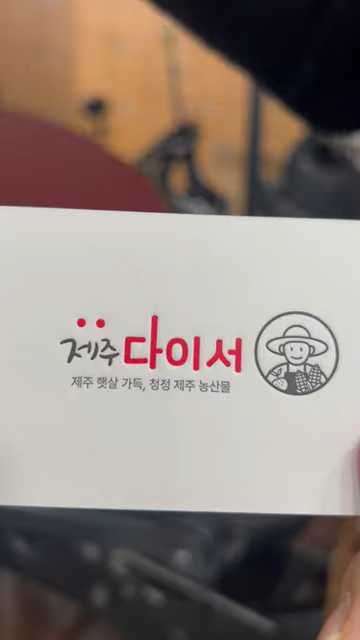 제주다이서
제주 햇살 가득, 청정 제주 농산물